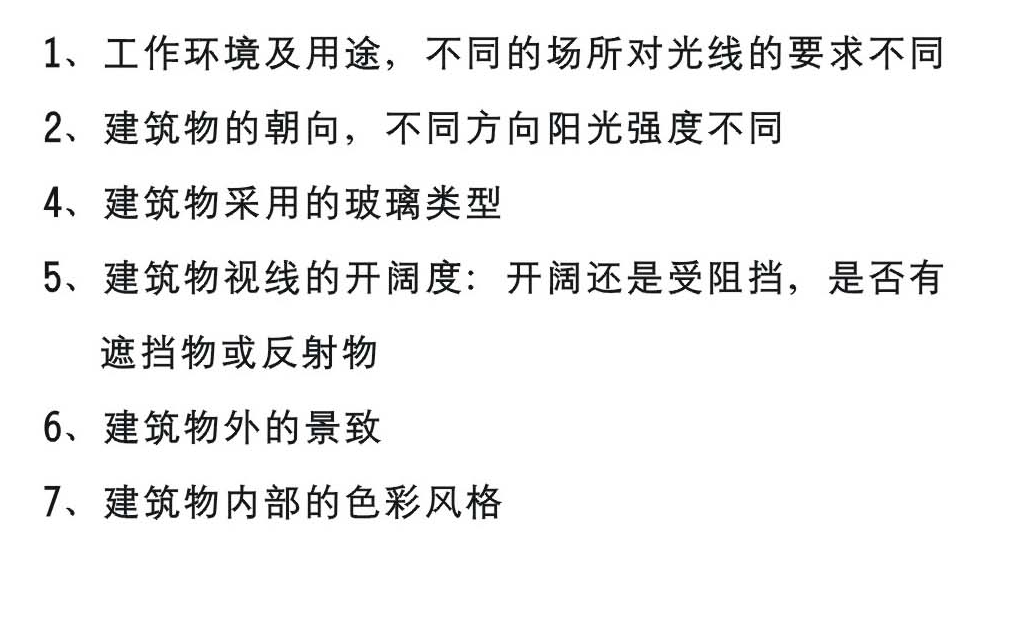 1、工作环境及用途，不同的场所对光线的要求不同
2、建筑物的朝向，不同方向阳光强度不同
4、建筑物采用的玻璃类型
5、建筑物视线的开阔度：开阔还是受阻挡，是否有
遮挡物或反射物
6、建筑物外的景致
7、建筑物内部的色彩风格